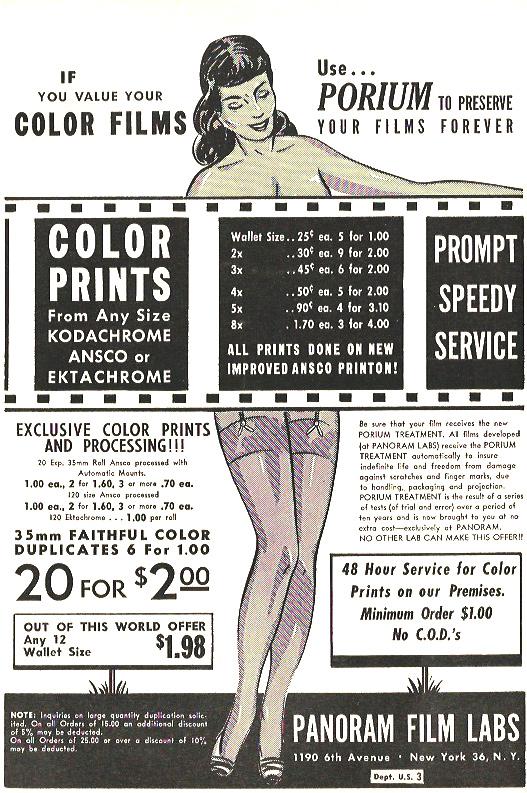 IF
YOU VALUE YOUR
COLOR FILMS
Use...
PORIUM TO PRESERVE
YOUR FILMS FOREVER
COLOR
PRINTS
From Any Size
KODACHROME
ANSCO or
EKTACHROME
Wallet Size..25¢ ea. 5 for 1.00
2x ..30¢ ea. 9 for 2.00
3x ..45¢ ea. 6 for 2.00
4x ..50¢ ea. 5 for 2.00
5x ..90¢ ea. 4 for 3.10
8x . 1.70 ea. 3 for 4.00
ALL PRINTS DONE ON NEW
IMPROVED ANSCO PRINTON!
PROMPT
SPEEDY
SERVICE
EXCLUSIVE COLOR PRINTS
AND PROCESSING!!!
20 Exp. 35mm Roll Ansco processed with
Automatic Mounts.
1.00 ea., 2 for 1.60, 3 or more .70 ea.
120 size Ansco processed
1.00 ea., 2 for 1.60, 3 or more .70 ea.
120 Ektachrome . . . 1.00 per roll
35mm FAITHFUL COLOR
DUPLICATES 6 For 1.00
20 FOR $2.00
OUT OF THIS WORLD OFFER
Any 12
Wallet Size $1.98
Be sure that your film receives the new
PORIUM TREATMENT. All films developed
(at PANORAM LABS) receive the PORIUM
TREATMENT automatically to insure
indefinite life and freedom from damage
against scratches and finger marks, due
to handling, packaging and projection.
PORIUM TREATMENT is the result of a series
of tests (of trial and error) over a period of
ten years and is now brought to you at no
extra cost—exclusively at PANORAM.
NO OTHER LAB CAN MAKE THIS OFFER!!
48 Hour Service for Color
Prints on our Premises.
Minimum Order $1.00
No C.O.D.'s
NOTE: Inquiries on large quantity duplication solic-
ited. On all Orders of 15.00 an additional discount
of 5% may be deducted.
On all Orders of 25.00 or over a discount of 10%
may be deducted.
PANORAM FILM LABS
1190 6th Avenue • New York 36, N. Y.
Dept. U.S. 3